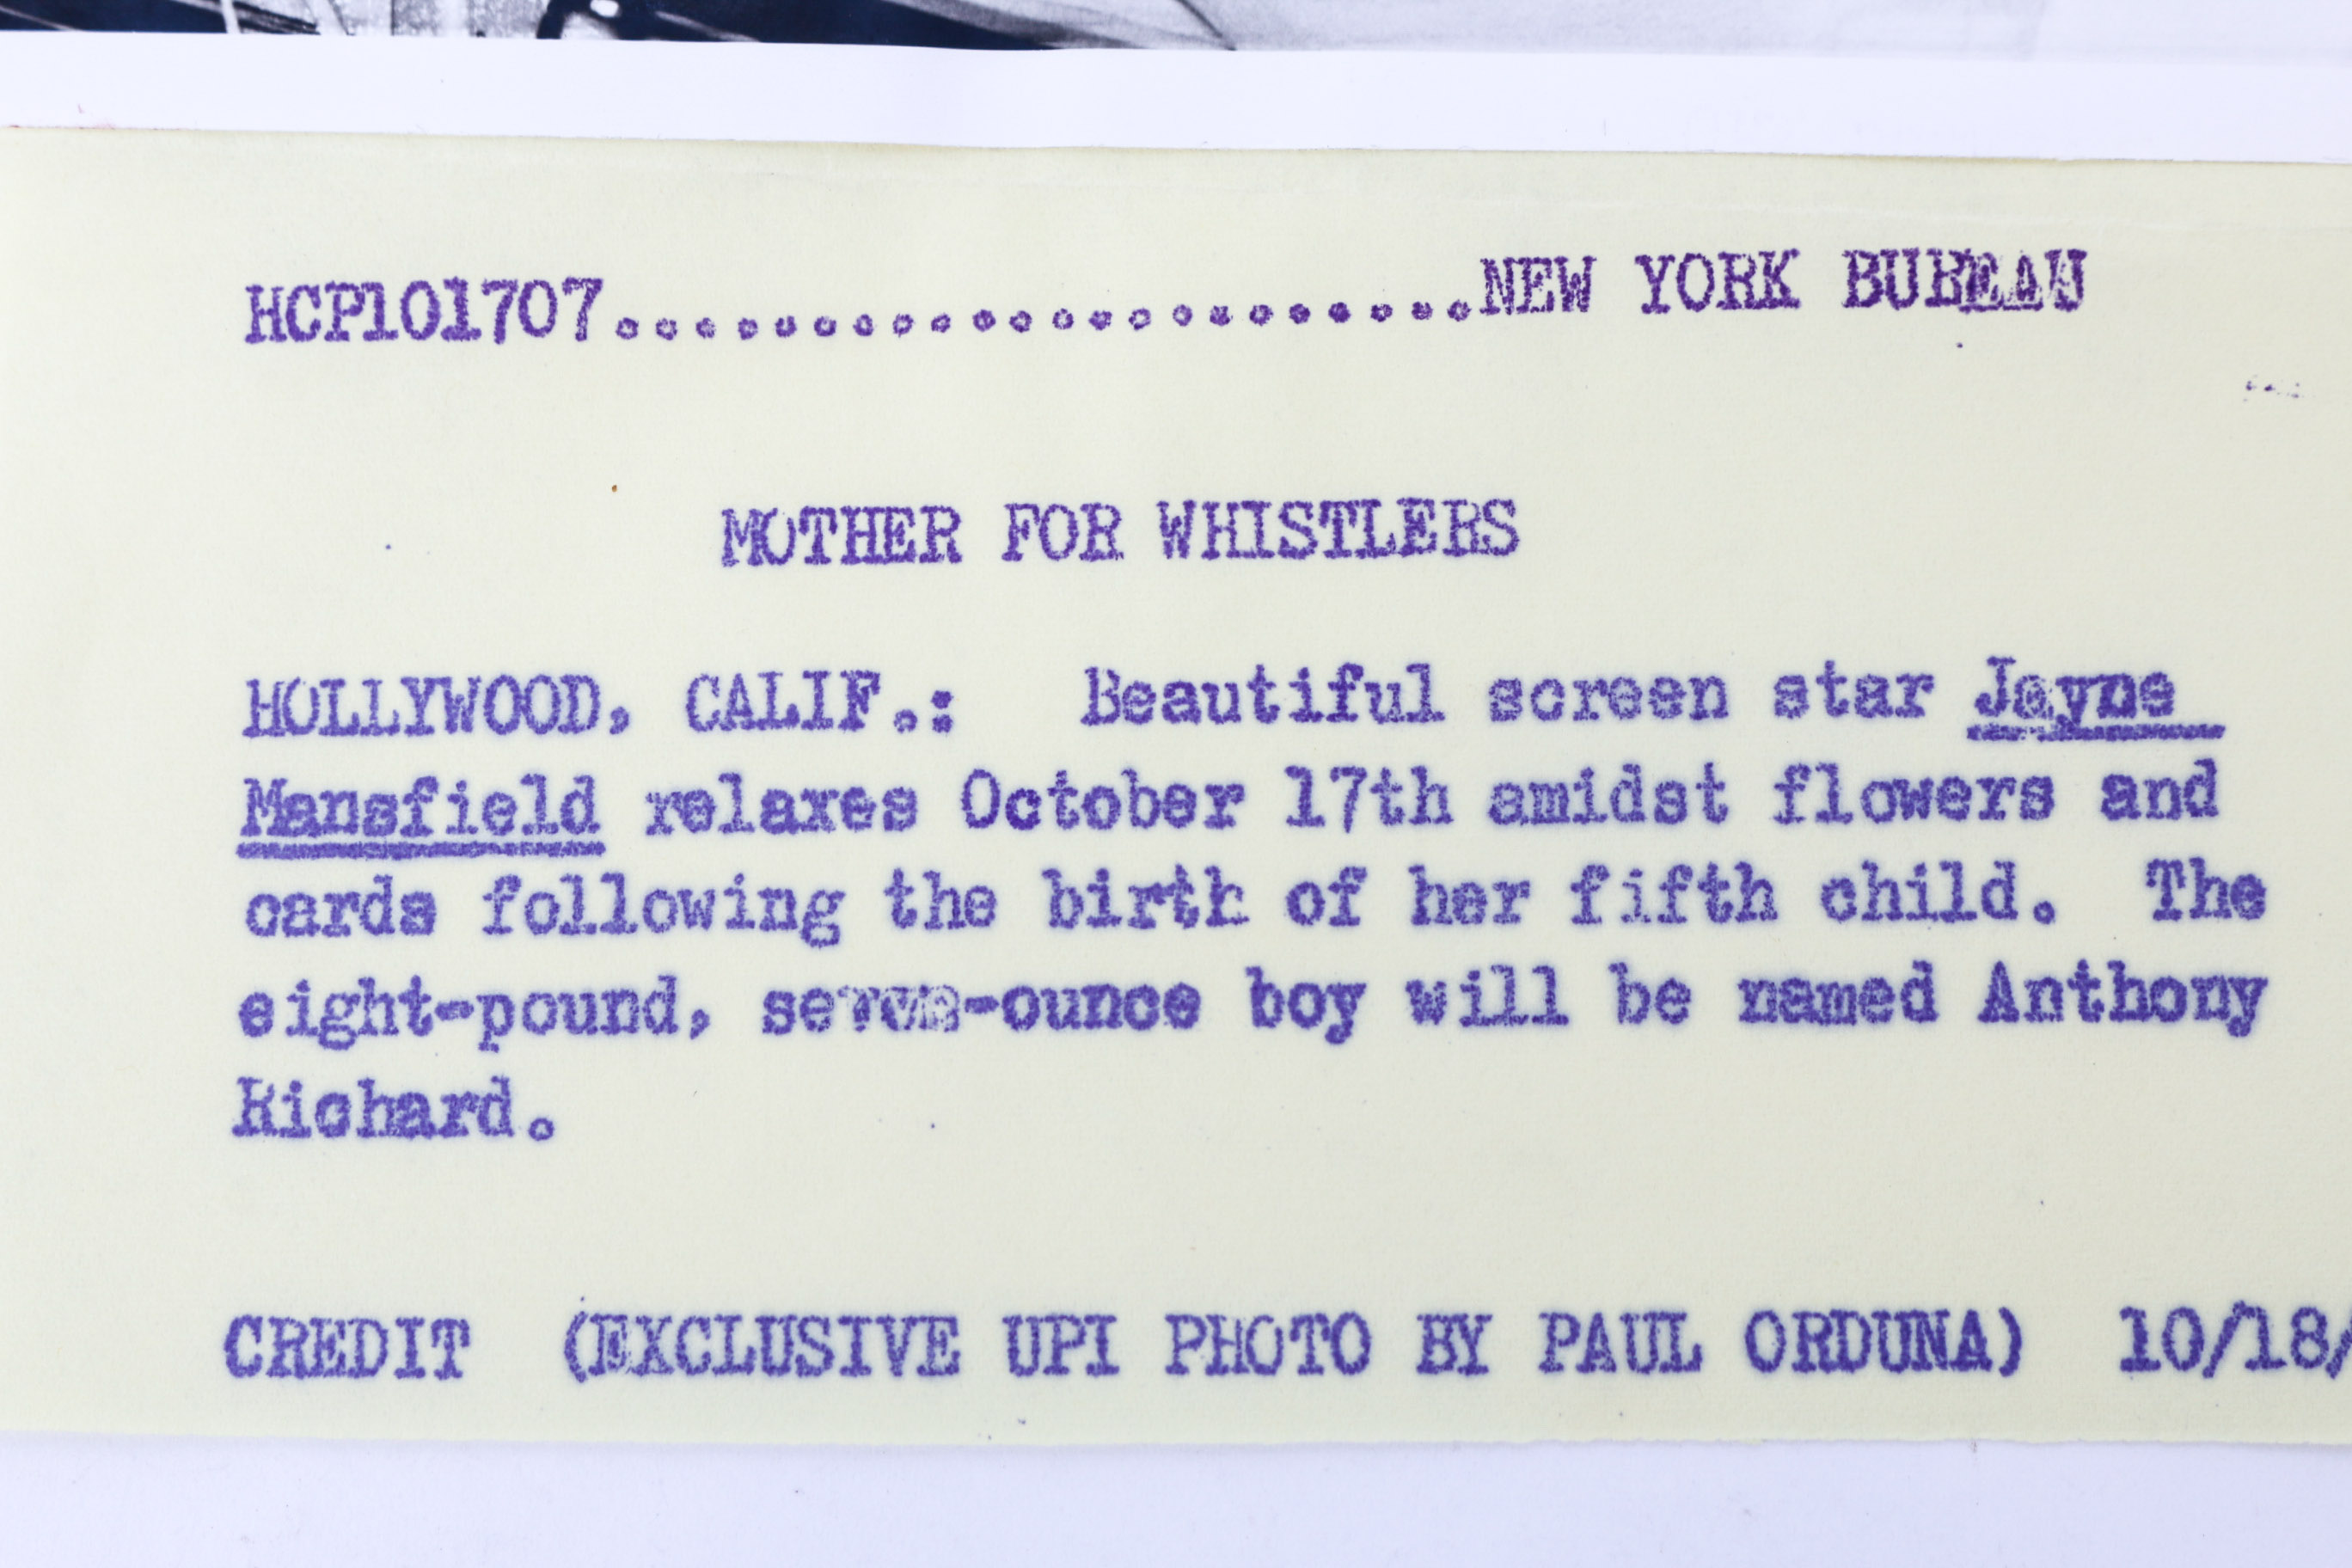 HCP101707......................NEW YORK BUREAU
MOTHER FOR WHISTLERS
HOLLYWOOD, CALIF.: Beautiful screen star Jayne
Mansfield relaxes October 17th amidst flowers and
cards following the birth of her fifth child. The
eight-pound, seven-ounce boy will be named Anthony
Richard.
CREDIT (EXCLUSIVE UPI PHOTO BY PAUL ORDUNA) 10/18/